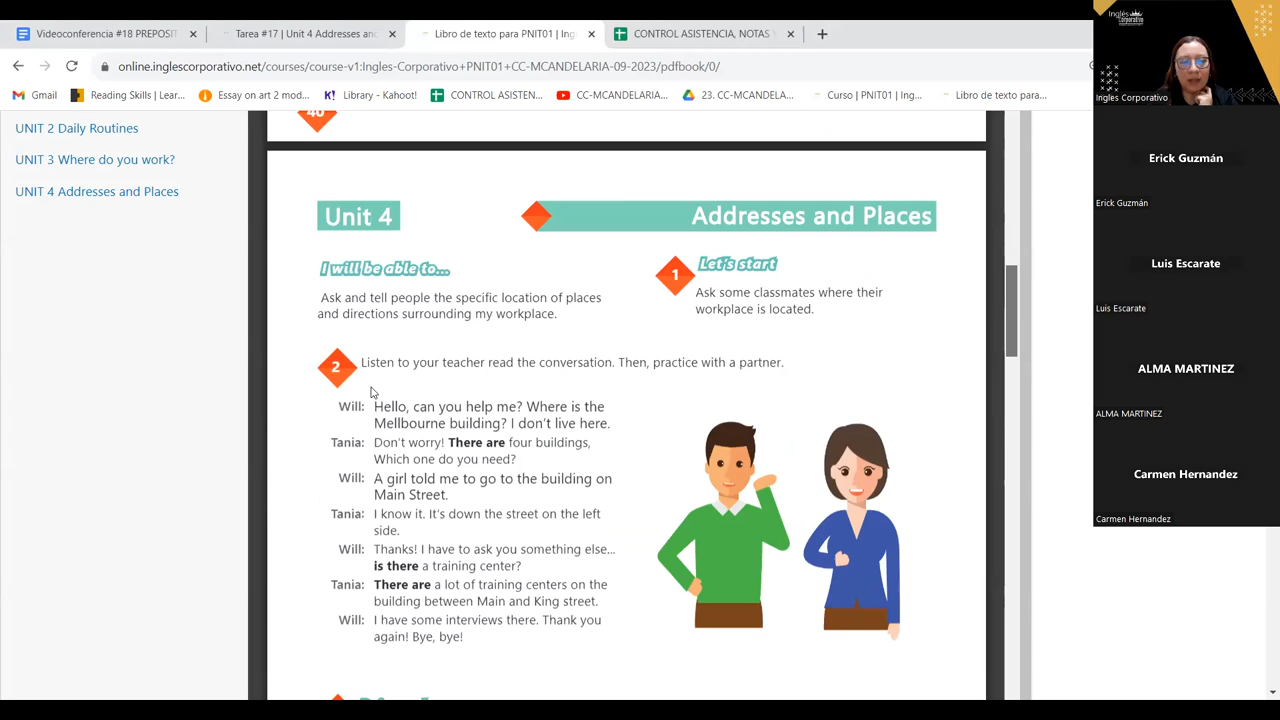 Videoconferencia #18 PREPOSIT
Tarea #17 | Unit 4 Addresses an
Libro de texto para PNIT01 | Ing
CONTROL ASISTENCIA, NOTAS
online.inglescorporativo.net/courses/course-v1:Ingles-Corporativo+PNIT01+CC-MCANDELARIA-09-2023/pdfbook/0/
Gmail
Reading Skills | Lear...
Essay on art 2 mod...
Library - Kahoot!
CONTROL ASISTEN...
CC-MCANDELARIA...
23. CC-MCANDELA...
Curso | PNIT01 | Ing...
Libro de texto para...
UNIT 2 Daily Routines
UNIT 3 Where do you work?
UNIT 4 Addresses and Places
40
Unit 4
Addresses and Places
I will be able to...
Ask and tell people the specific location of places
and directions surrounding my workplace.
1
Let's start
Ask some classmates where their
workplace is located.
2
Listen to your teacher read the conversation. Then, practice with a partner.
Will: Hello, can you help me? Where is the
Mellbourne building? I don't live here.
Tania: Don't worry! There are four buildings,
Which one do you need?
Will: A girl told me to go to the building on
Main Street.
Tania: I know it. It's down the street on the left
side.
Will: Thanks! I have to ask you something else...
is there a training center?
Tania: There are a lot of training centers on the
building between Main and King street.
Will: I have some interviews there. Thank you
again! Bye, bye!
Inglés
Corporativo
Ingles Corporativo
Erick Guzmán
Erick Guzmán
Luis Escarate
Luis Escarate
ALMA MARTINEZ
ALMA MARTINEZ
Carmen Hernandez
Carmen Hernandez